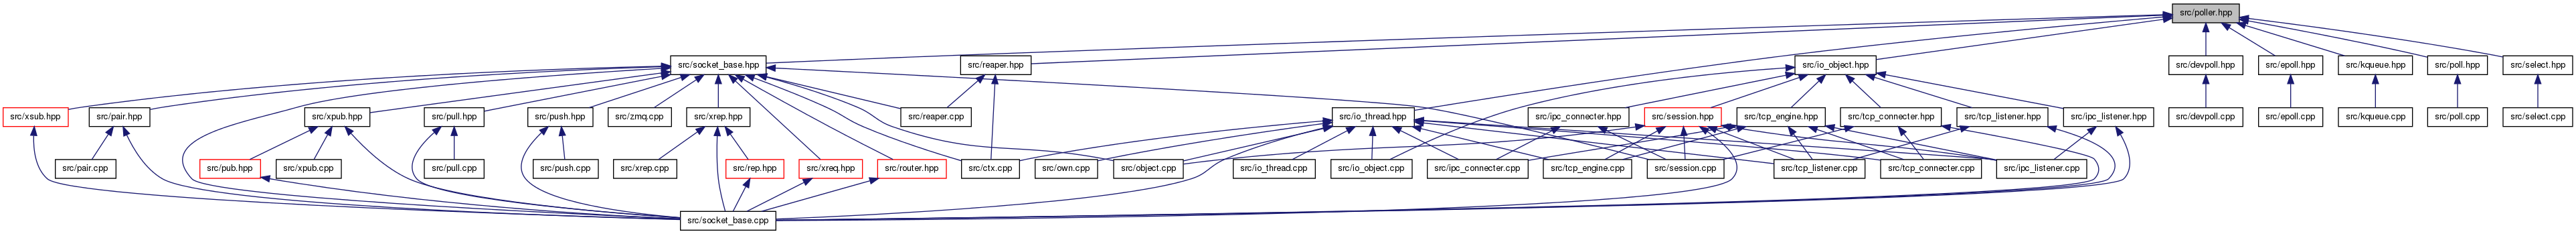 src/poller.hpp
src/socket_base.hpp
src/reaper.hpp
src/io_object.hpp
src/devpoll.hpp
src/epoll.hpp
src/kqueue.hpp
src/poll.hpp
src/select.hpp
src/xsub.hpp
src/pair.hpp
src/xpub.hpp
src/pull.hpp
src/push.hpp
src/zmq.cpp
src/xrep.hpp
src/reaper.cpp
src/io_thread.hpp
src/ipc_connecter.hpp
src/session.hpp
src/tcp_engine.hpp
src/tcp_connecter.hpp
src/tcp_listener.hpp
src/ipc_listener.hpp
src/devpoll.cpp
src/epoll.cpp
src/kqueue.cpp
src/poll.cpp
src/select.cpp
src/pair.cpp
src/pub.hpp
src/xpub.cpp
src/pull.cpp
src/push.cpp
src/xrep.cpp
src/rep.hpp
src/xreq.hpp
src/router.hpp
src/ctx.cpp
src/own.cpp
src/object.cpp
src/io_thread.cpp
src/io_object.cpp
src/ipc_connecter.cpp
src/tcp_engine.cpp
src/session.cpp
src/tcp_listener.cpp
src/tcp_connecter.cpp
src/ipc_listener.cpp
src/socket_base.cpp